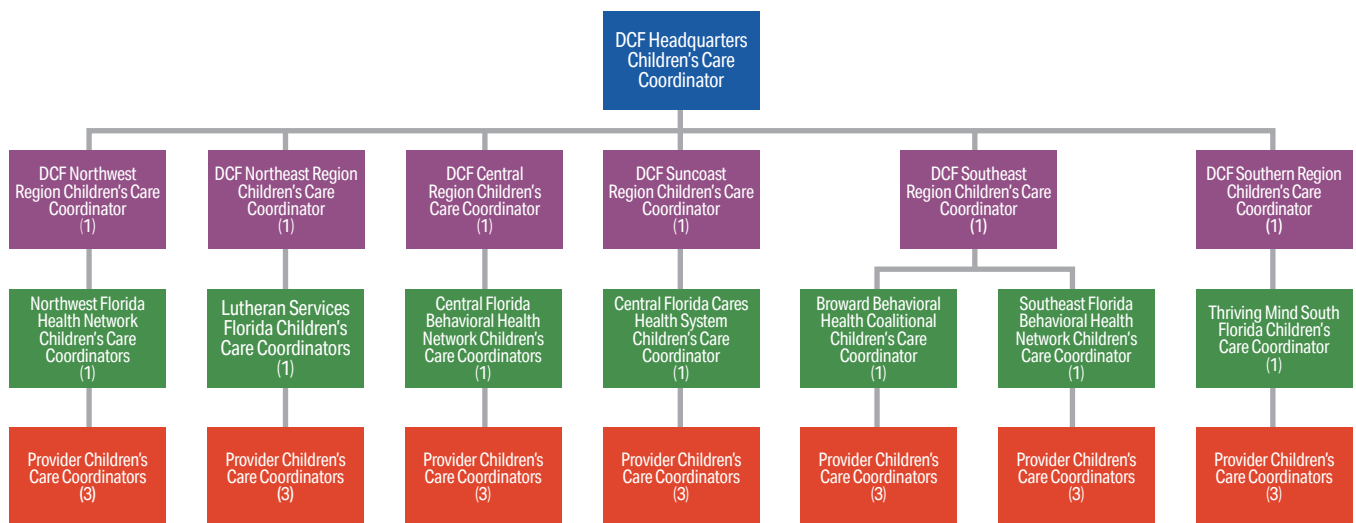 DCF Headquarters
Children's Care
Coordinator
DCF Northwest
Region Children's Care
Coordinator
(1)
DCF Northeast Region
Children's Care
Coordinator
(1)
DCF Central
Region Children's
Care Coordinator
(1)
DCF Suncoast
Region Children's Care
Coordinator
(1)
DCF Southeast
Region Children's Care
Coordinator
(1)
DCF Southern Region
Children's Care
Coordinator
(1)
Northwest Florida
Health Network
Children's Care
Coordinators
(1)
Lutheran Services
Florida Children's
Care Coordinators
(1)
Central Florida
Behavioral Health
Network Children's
Care Coordinators
(1)
Central Florida Cares
Health System
Children's Care
Coordinator
(1)
Broward Behavioral
Health Coalitional
Children's Care
Coordinator
(1)
Southeast Florida
Behavioral Health
Network Children's
Care Coordinator
(1)
Thriving Mind South
Florida Children's
Care Coordinator
(1)
Provider Children's
Care Coordinators
(3)
Provider Children's
Care Coordinators
(3)
Provider Children's
Care Coordinators
(3)
Provider Children's
Care Coordinators
(3)
Provider Children's
Care Coordinators
(3)
Provider Children's
Care Coordinators
(3)
Provider Children's
Care Coordinators
(3)